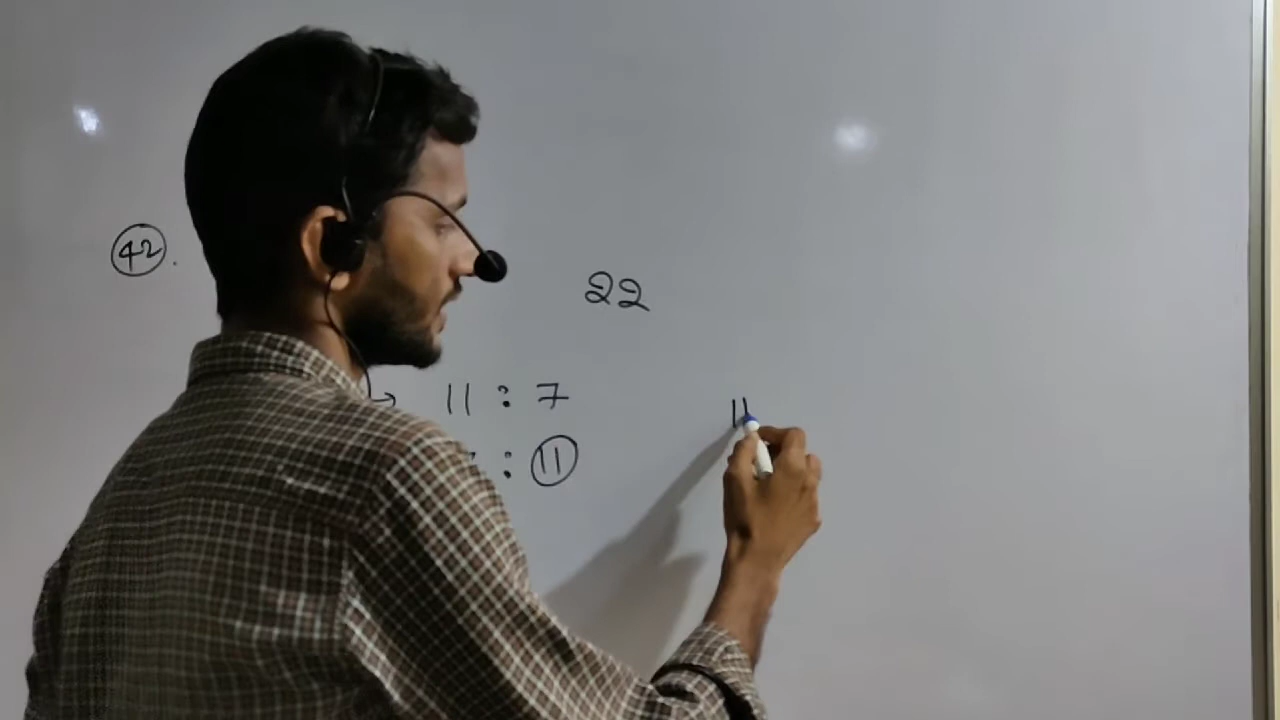 42.
22
→ 11 : 7
: 11
11